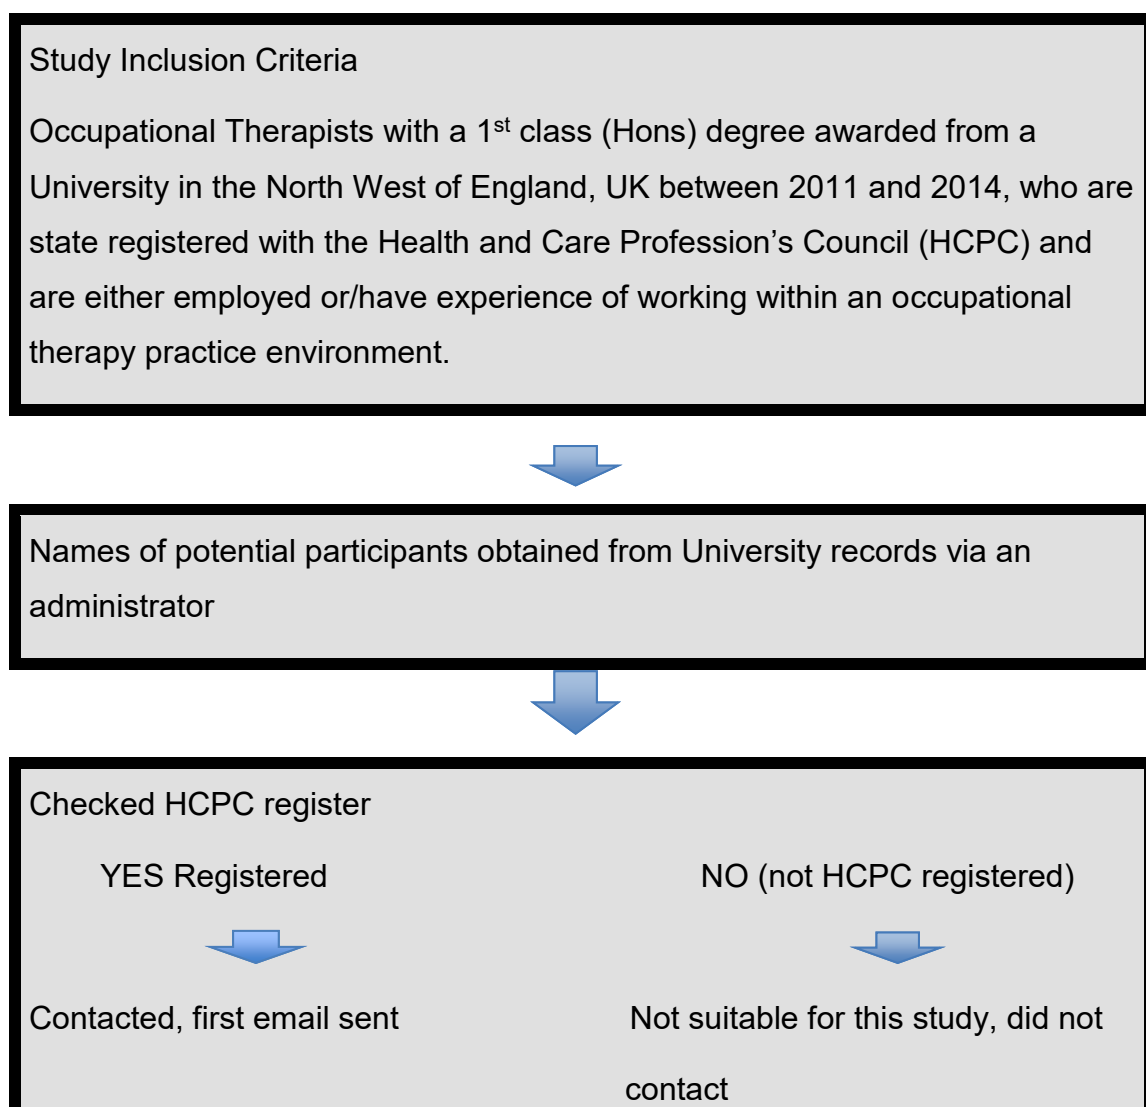 Study Inclusion Criteria
Occupational Therapists with a 1st class (Hons) degree awarded from a
University in the North West of England, UK between 2011 and 2014, who are
state registered with the Health and Care Profession’s Council (HCPC) and
are either employed or/have experience of working within an occupational
therapy practice environment.
Names of potential participants obtained from University records via an
administrator
Checked HCPC register
YES Registered
NO (not HCPC registered)
Contacted, first email sent
Not suitable for this study, did not
contact